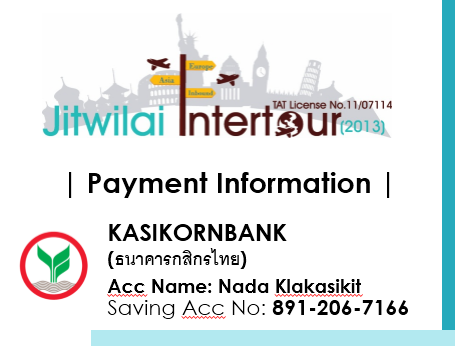 Europe
Asia
Inbound
TAT License No.11/07114
Jitwilai Intertour (2013)
| Payment Information |
KASIKORNBANK
(ธนาคารกสิกรไทย)
Acc Name: Nada Klakasikit
Saving Acc No: 891-206-7166